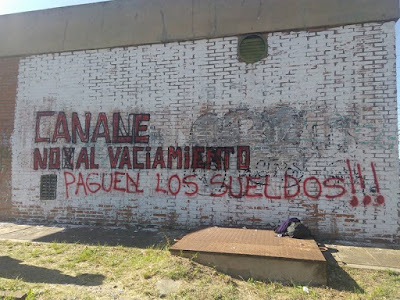 CANALE
NO AL VACIAMIENTO
PAGUEN LOS SUELDOS!!!